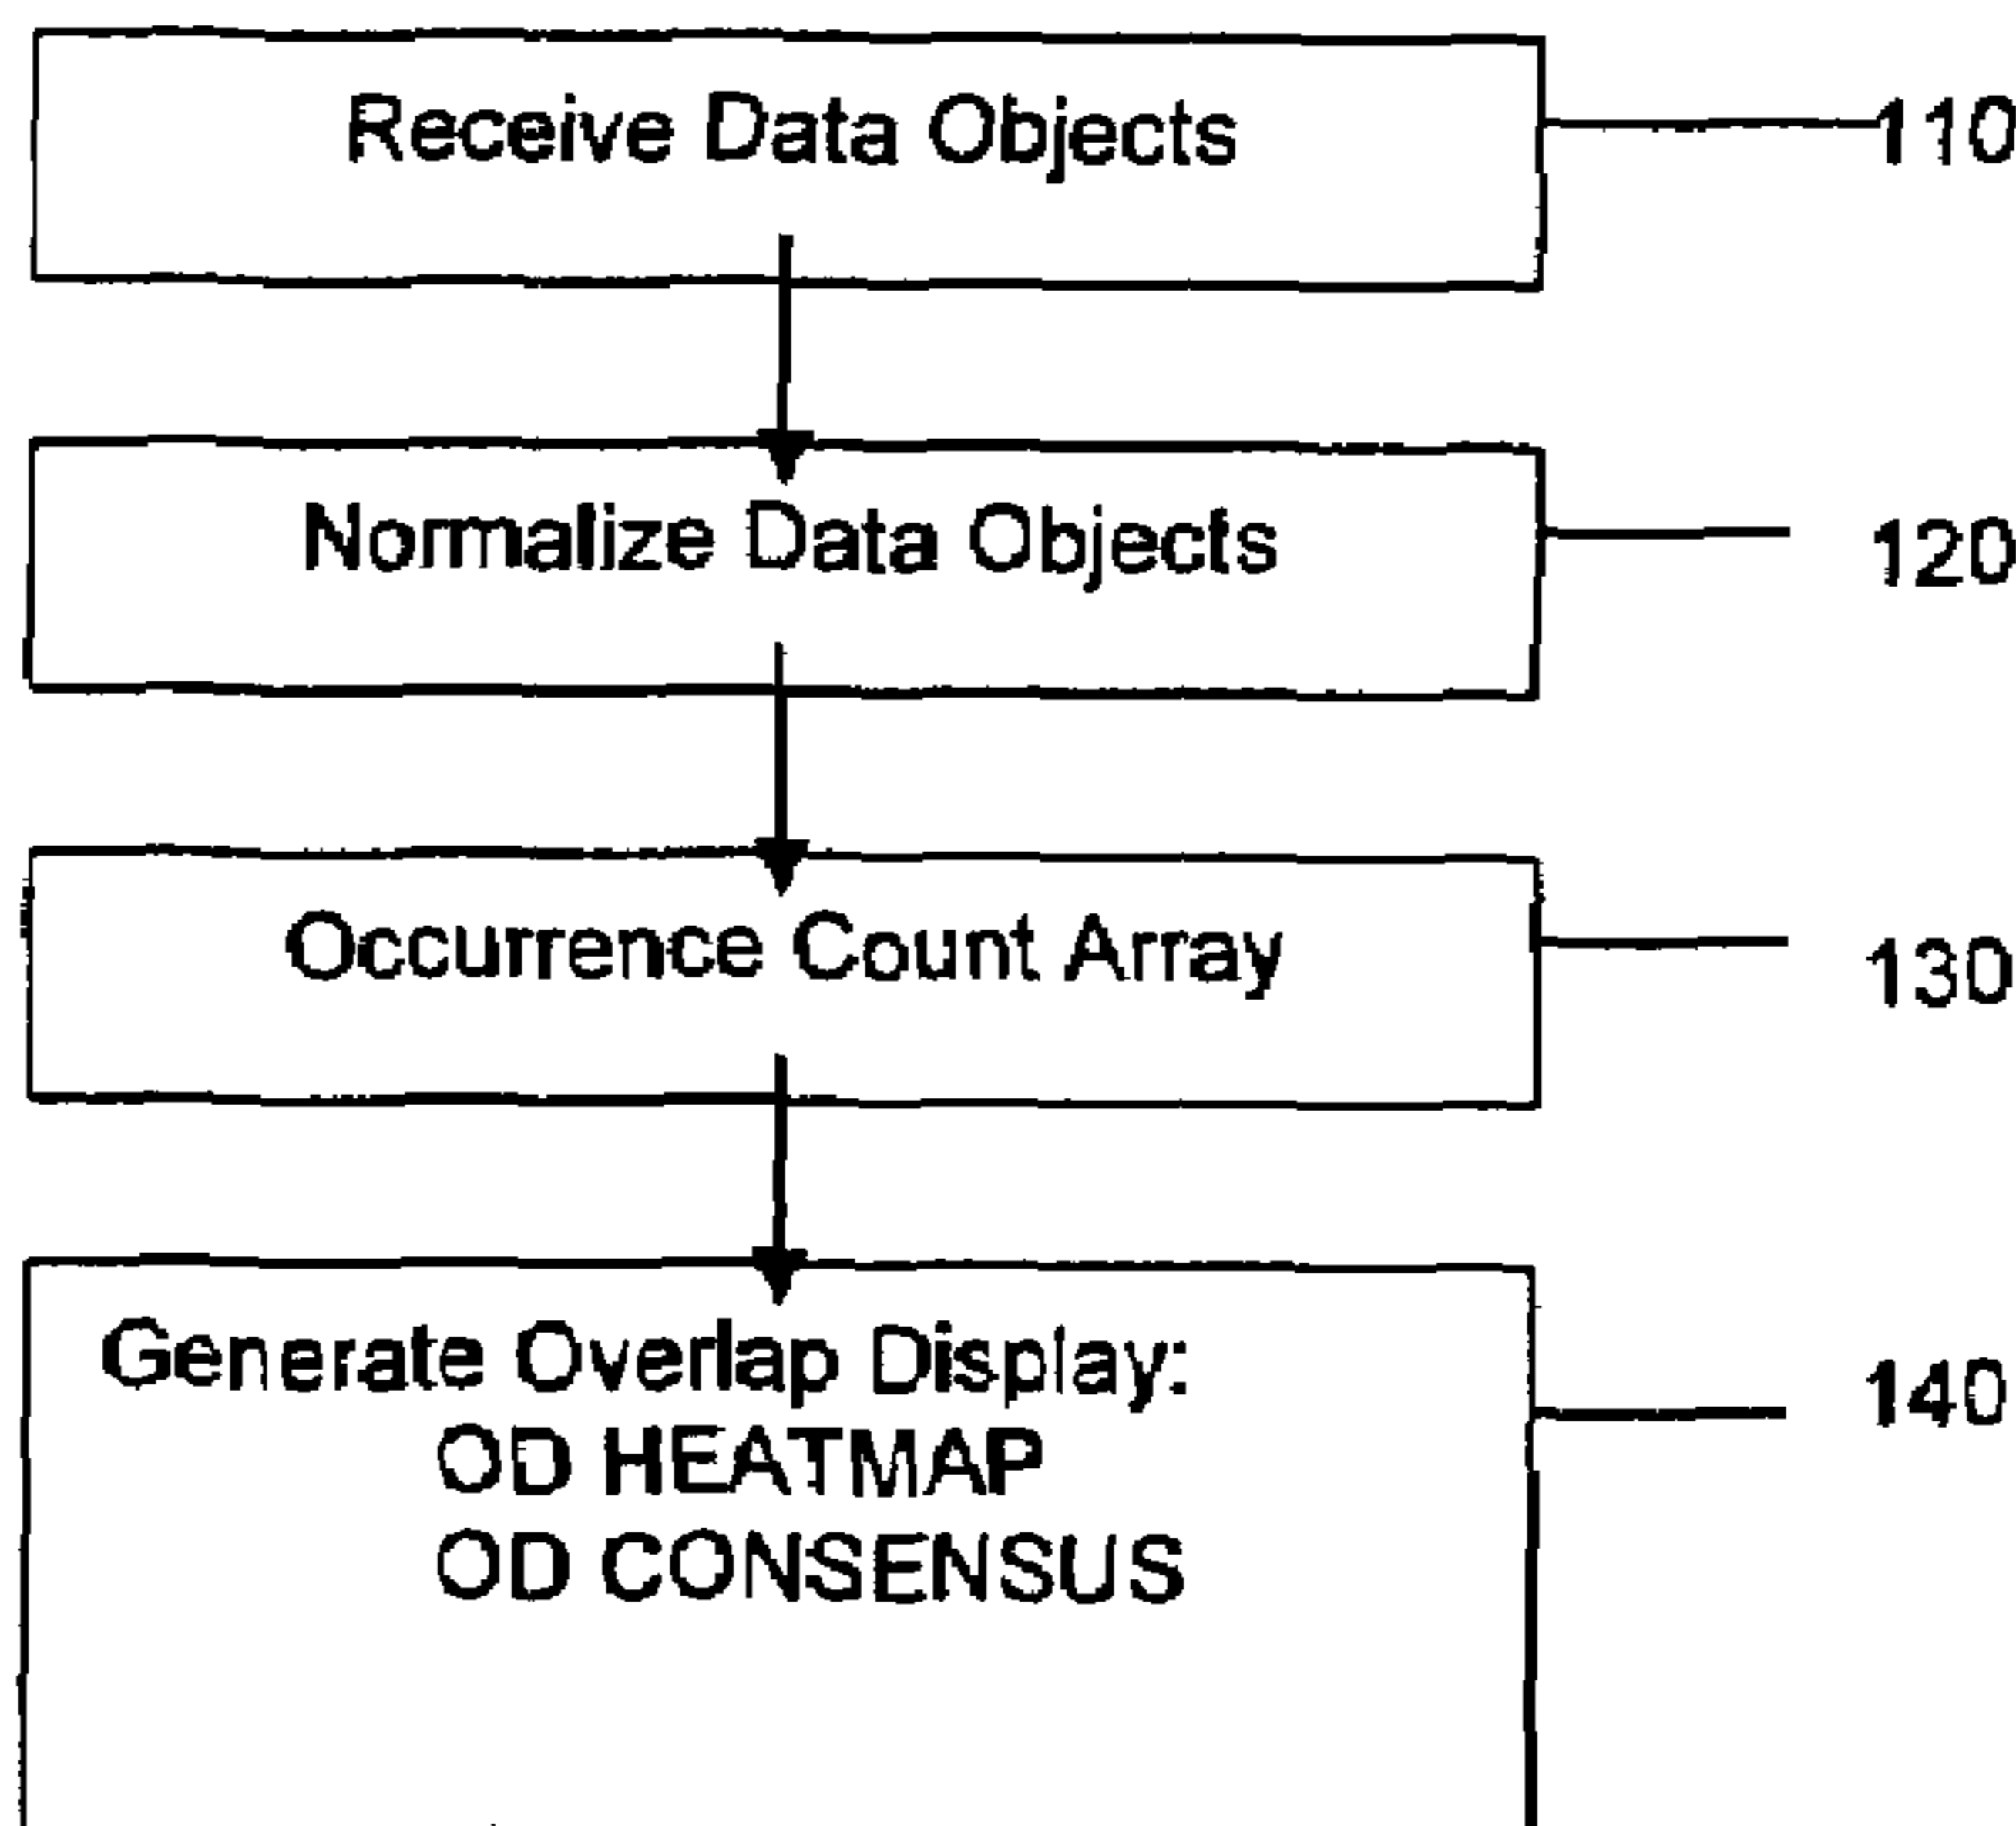 Receive Data Objects
110
Normalize Data Objects
120
Occurrence Count Array
130
Generate Overlap Display:
140
OD HEATMAP
OD CONSENSUS